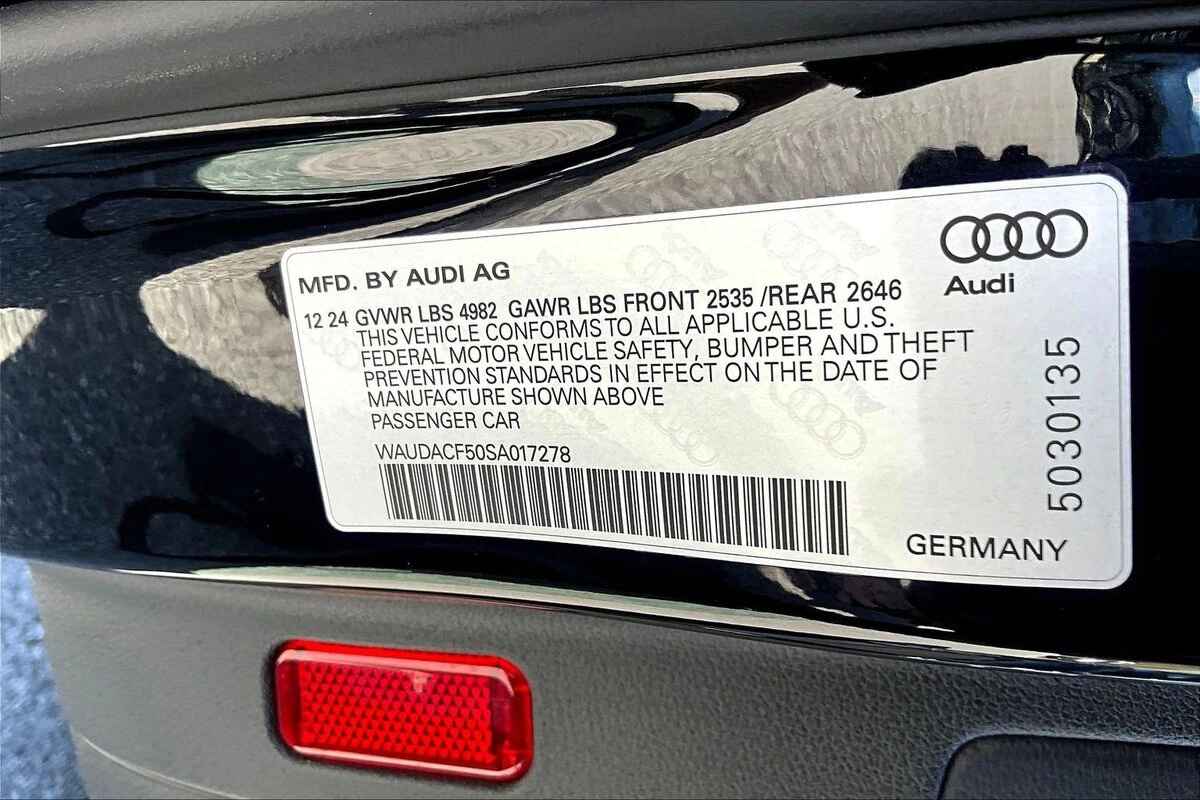 MFD. BY AUDI AG
12 24 GVWR LBS 4982 GAWR LBS FRONT 2535 /REAR 2646
THIS VEHICLE CONFORMS TO ALL APPLICABLE U.S.
FEDERAL MOTOR VEHICLE SAFETY, BUMPER AND THEFT
PREVENTION STANDARDS IN EFFECT ON THE DATE OF
MANUFACTURE SHOWN ABOVE
PASSENGER CAR
WAUDACF50SA017278
Audi
5030135
GERMANY